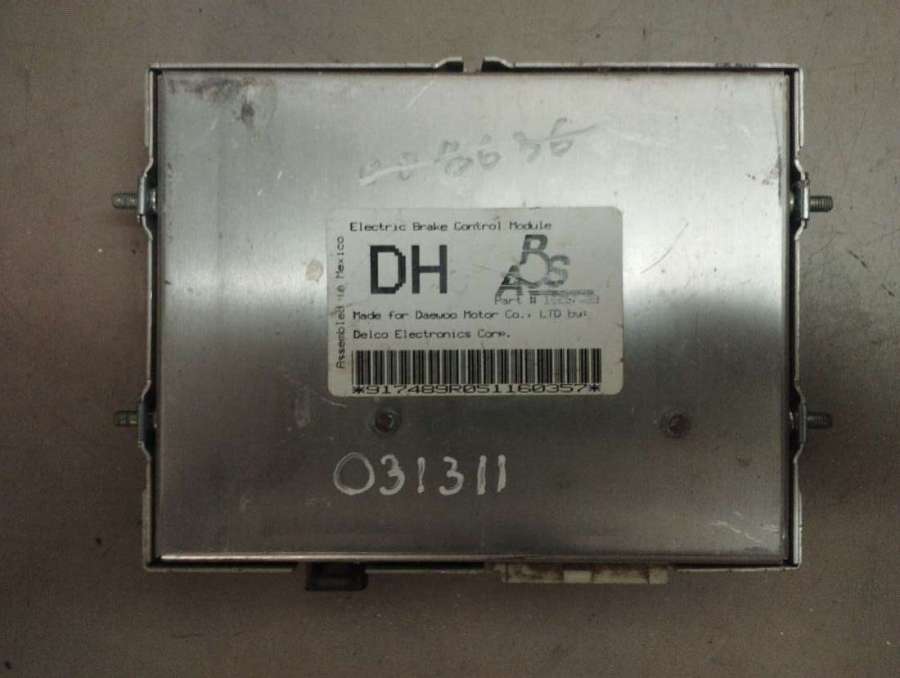 Electric Brake Control Module
DH
ABS
Part #
Made for Daewoo Motor Co., LTD by:
Delco Electronics Corp.
Assembled in Mexico
*917489R051160357*
031311